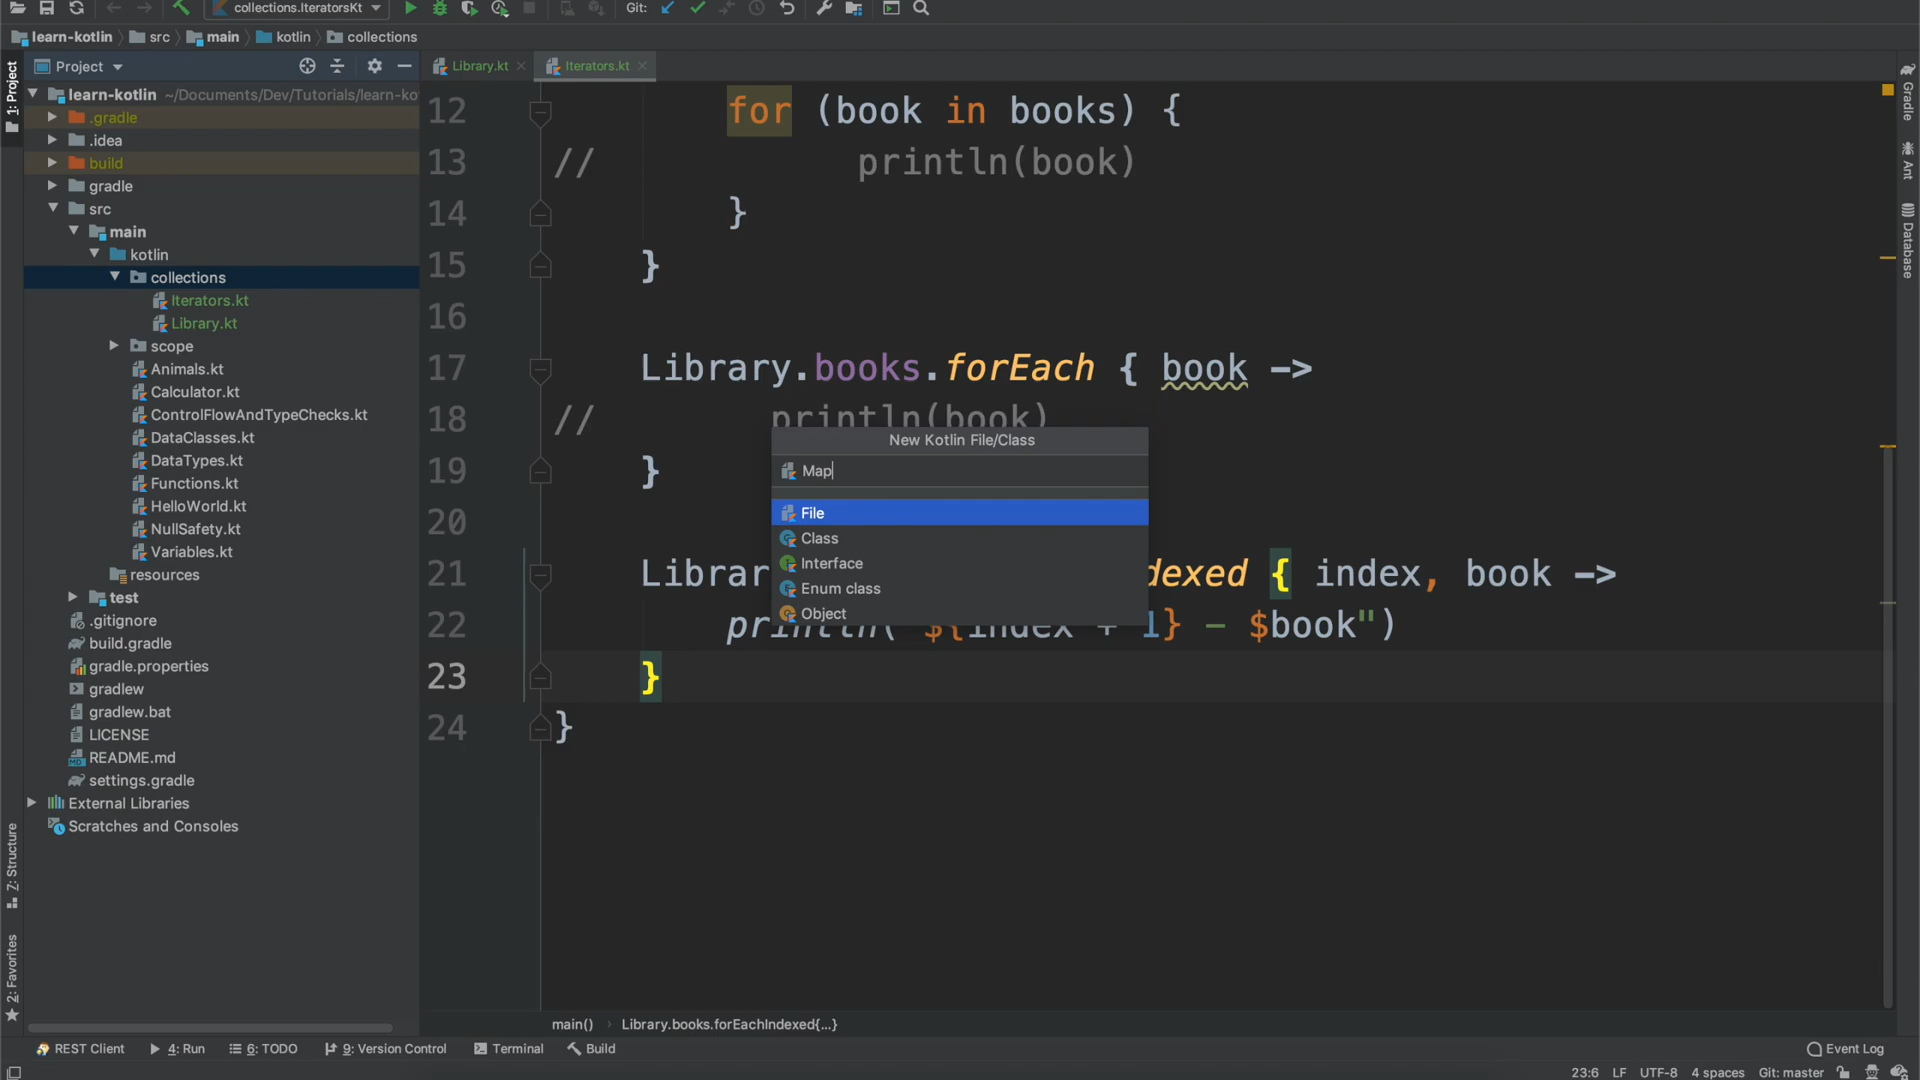 collections.IteratorsKt
Git:
learn-kotlin
src
main
kotlin
collections
1: Project
Project
Library.kt
Iterators.kt
learn-kotlin ~/Documents/Dev/Tutorials/learn-ko
.gradle
.idea
build
gradle
src
main
kotlin
collections
Iterators.kt
Library.kt
scope
Animals.kt
Calculator.kt
ControlFlowAndTypeChecks.kt
DataClasses.kt
DataTypes.kt
Functions.kt
HelloWorld.kt
NullSafety.kt
Variables.kt
resources
test
.gitignore
build.gradle
gradle.properties
gradlew
gradlew.bat
LICENSE
README.md
settings.gradle
External Libraries
Scratches and Consoles
Z: Structure
2: Favorites
12 for (book in books) {
13 // println(book)
14 }
15 }
16
17 Library.books.forEach { book ->
18 // println(book)
19 }
20
21 Librar dexed { index, book ->
22 println( ${index + 1} – $book")
23 }
24 }
New Kotlin File/Class
Map
File
Class
Interface
Enum class
Object
Gradle
Ant
Database
main()
Library.books.forEachIndexed{...}
REST Client
4: Run
6: TODO
9: Version Control
Terminal
Build
Event Log
23:6 LF UTF-8 4 spaces Git: master